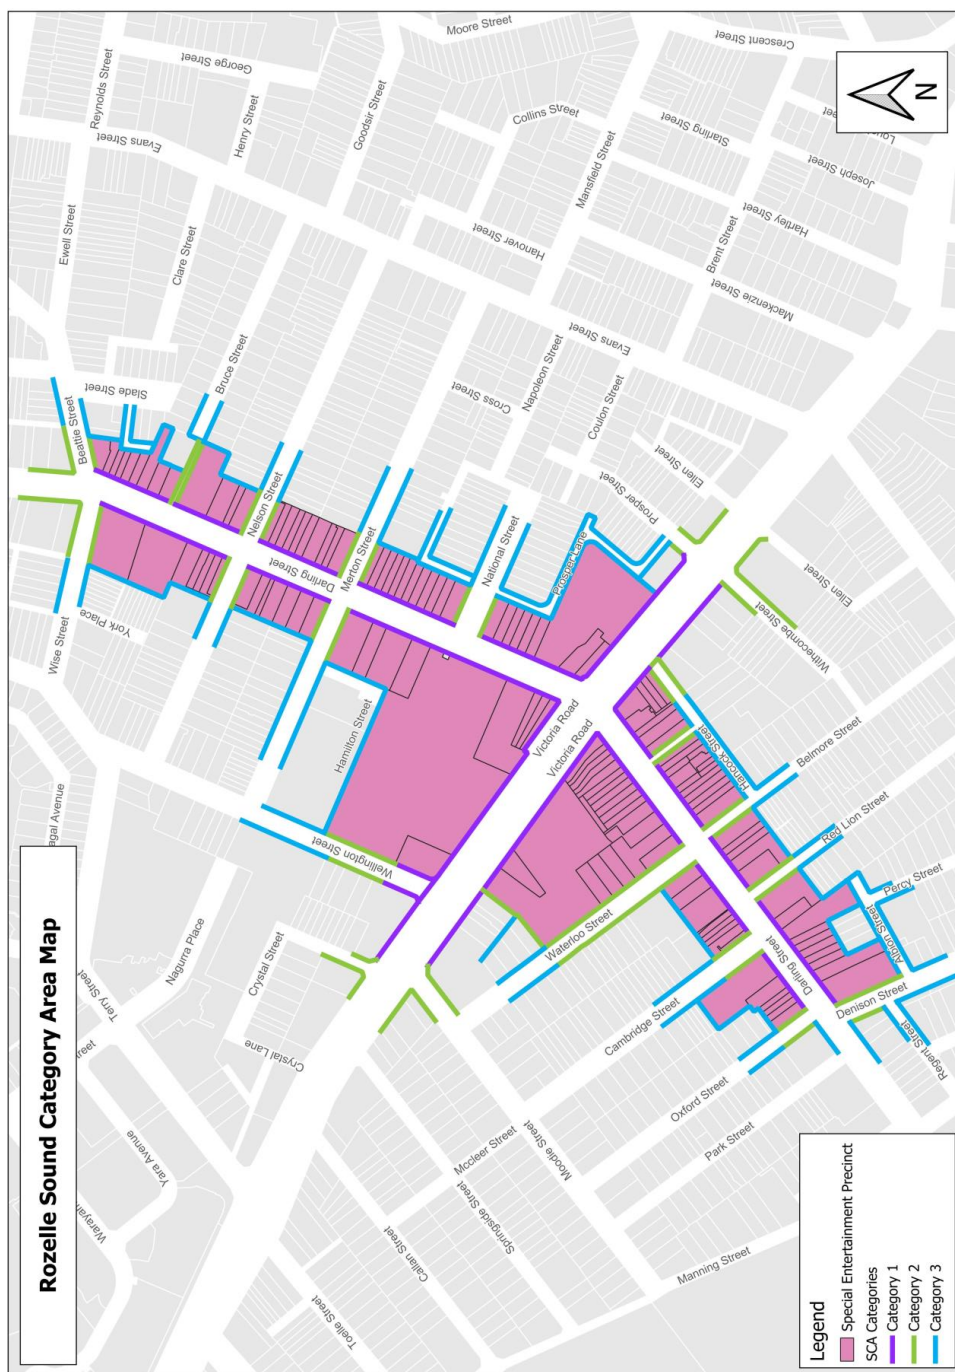 Rozelle Sound Category Area Map
Moore Street
Crescent Street
George Street
Reynolds Street
Evans Street
Henry Street
Goodsir Street
Collins Street
Mansfield Street
Starling Street
Joseph Street
N
Ewell Street
Clare Street
Hanover Street
Hartley Street
Brent Street
Mackenzie Street
Slade Street
Bruce Street
Beattie Street
Cross Street
Napoleon Street
Evans Street
Coulon Street
Ellen Street
Prosper Street
Nelson Street
Merton Street
National Street
Prosper Lane
Darling Street
Ellen Street
Withecombe Street
Wise Street
York Place
Hamilton Street
Victoria Road
Victoria Road
Hancock Street
Belmore Street
Red Lion Street
Percy Street
Albion Street
Wellington Street
Waterloo Street
Darling Street
Denison Street
Regent Street
Nagurra Place
Crystal Street
Terry Street
Crystal Lane
Cambridge Street
Oxford Street
Park Street
Mccleer Street
Moodie Street
Springside Street
Callan Street
Manning Street
Toelle Street
Yara Avenue
Legend
Special Entertainment Precinct
SCA Categories
Category 1
Category 2
Category 3